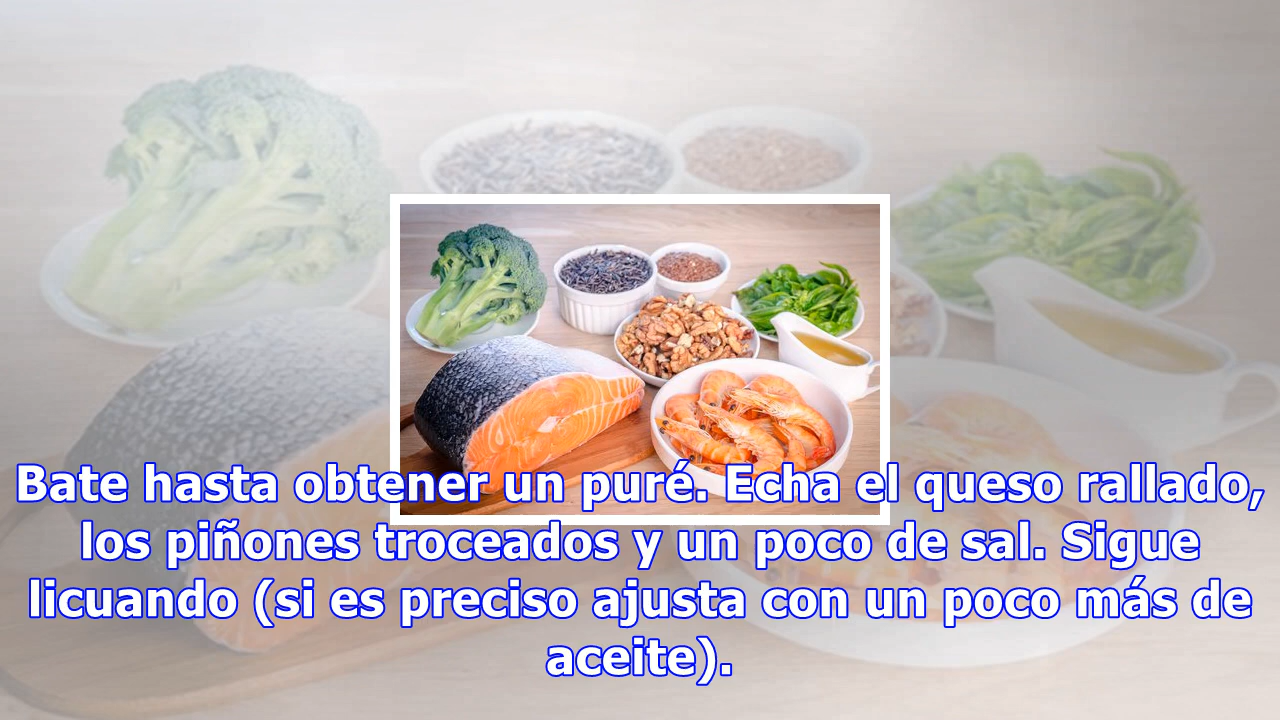 Bate hasta obtener un puré. Echa el queso rallado,
los piñones troceados y un poco de sal. Sigue
licuando (si es preciso ajusta con un poco más de
aceite).